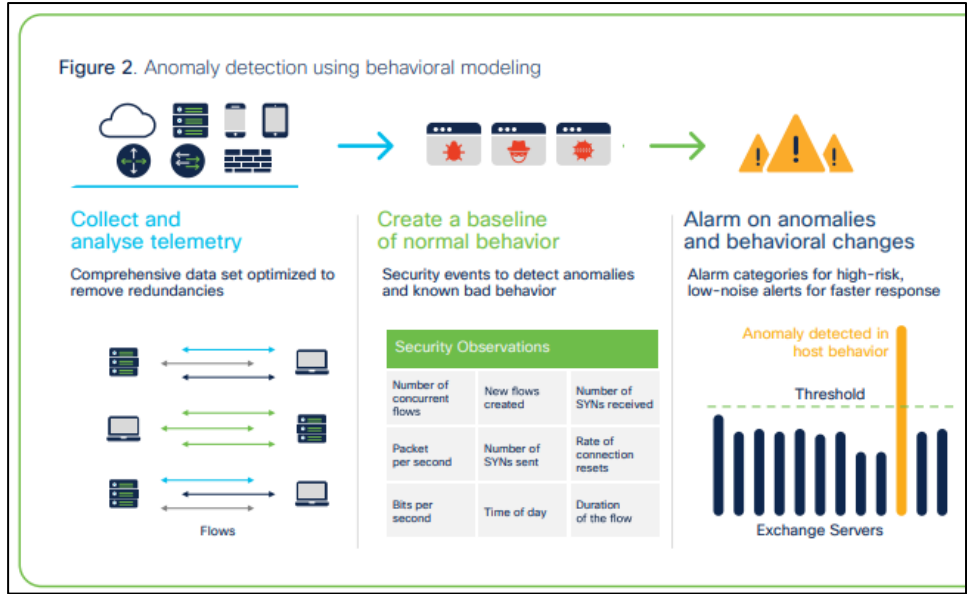 Figure 2. Anomaly detection using behavioral modeling
Collect and
analyse telemetry
Comprehensive data set optimized to
remove redundancies
Flows
Create a baseline
of normal behavior
Security events to detect anomalies
and known bad behavior
Security Observations
Number of
concurrent
flows
New flows
created
Number of
SYNs received
Packet
per second
Number of
SYNs sent
Rate of
connection
resets
Bits per
second
Time of day
Duration
of the flow
Alarm on anomalies
and behavioral changes
Alarm categories for high-risk,
low-noise alerts for faster response
Anomaly detected in
host behavior
Threshold
Exchange Servers